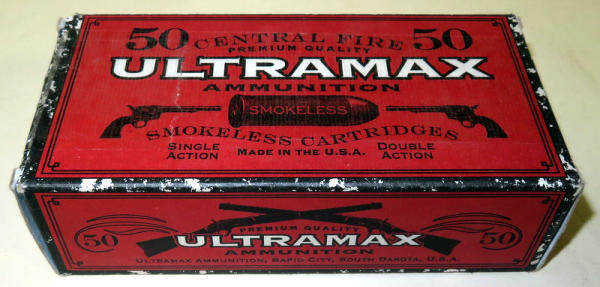 50 CENTRAL FIRE 50
PREMIUM QUALITY
ULTRAMAX
AMMUNITION
SMOKELESS
SMOKELESS CARTRIDGES
SINGLE ACTION
MADE IN THE U.S.A.
DOUBLE ACTION
PREMIUM QUALITY
50 ULTRAMAX 50
AMMUNITION
ULTRAMAX AMMUNITION, RAPID CITY, SOUTH DAKOTA, U.S.A.